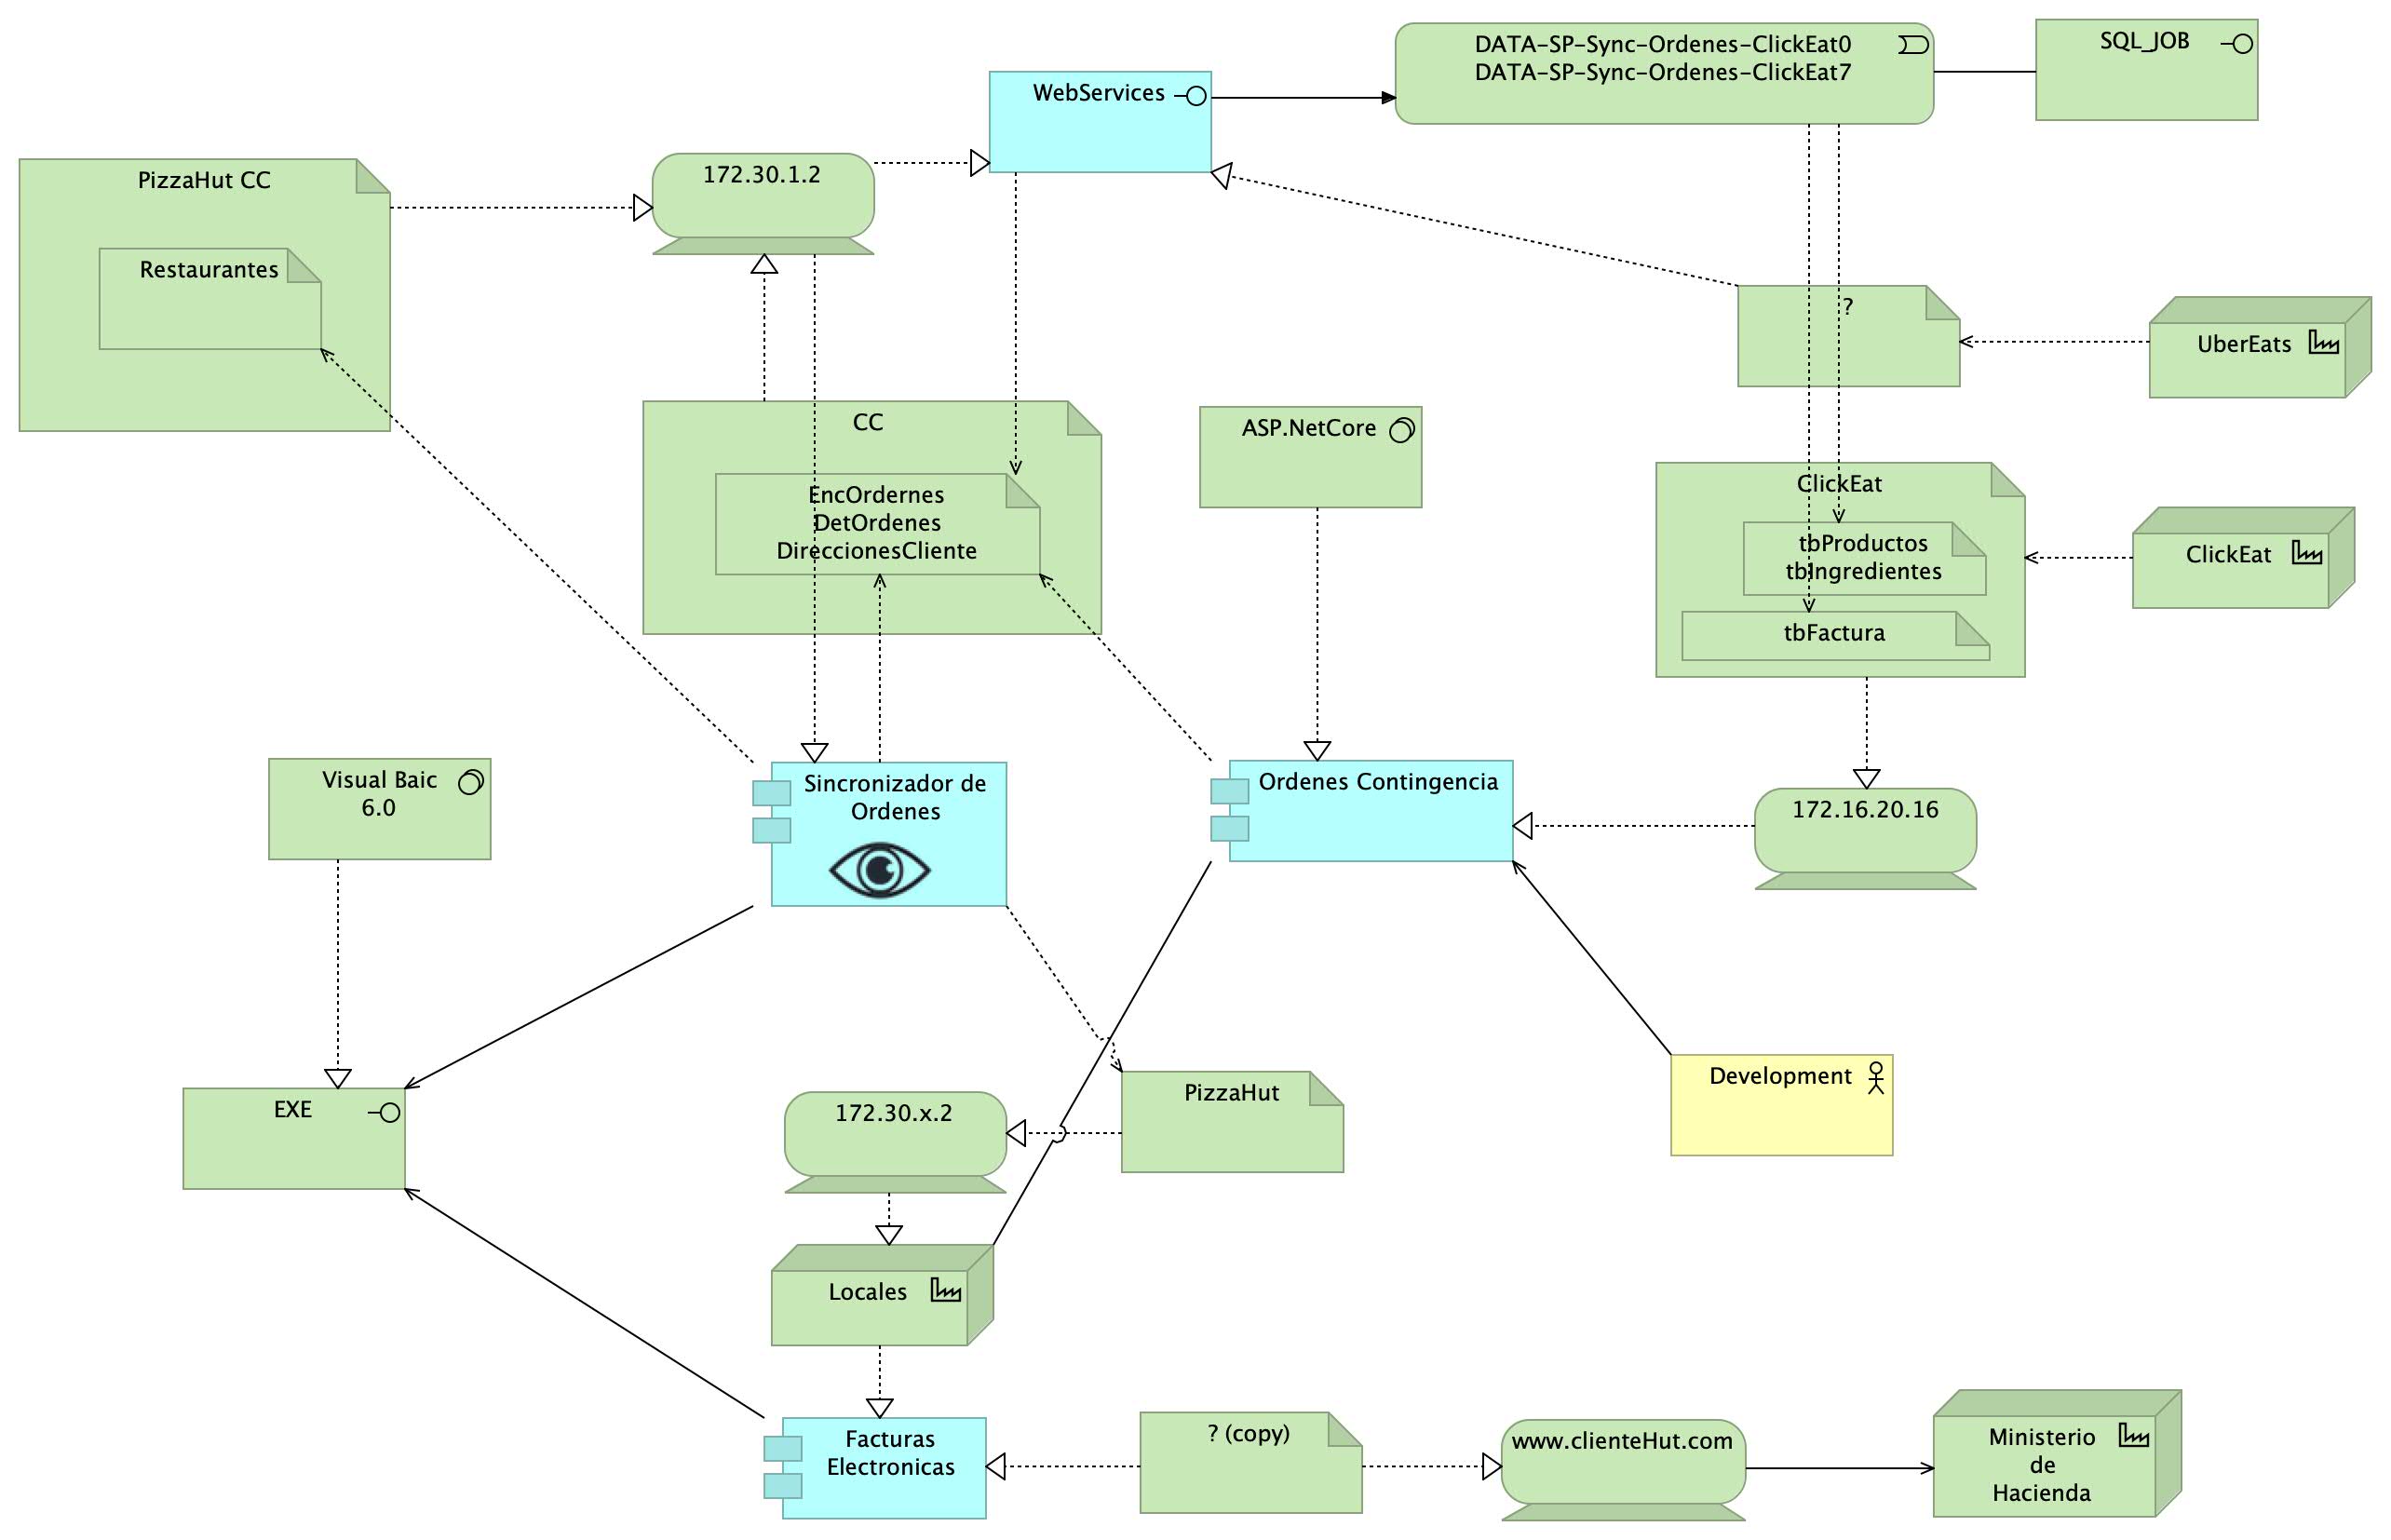 DATA-SP-Sync-Ordenes-ClickEat0
DATA-SP-Sync-Ordenes-ClickEat7
SQL_JOB
WebServices
PizzaHut CC
172.30.1.2
Restaurantes
?
UberEats
CC
ASP.NetCore
EncOrdernes
DetOrdenes
DireccionesCliente
ClickEat
tbProductos
tbIngredientes
ClickEat
tbFactura
Visual Baic
6.0
Sincronizador de
Ordenes
Ordenes Contingencia
172.16.20.16
Development
EXE
172.30.x.2
PizzaHut
Locales
Facturas
Electronicas
? (copy)
www.clienteHut.com
Ministerio
de
Hacienda